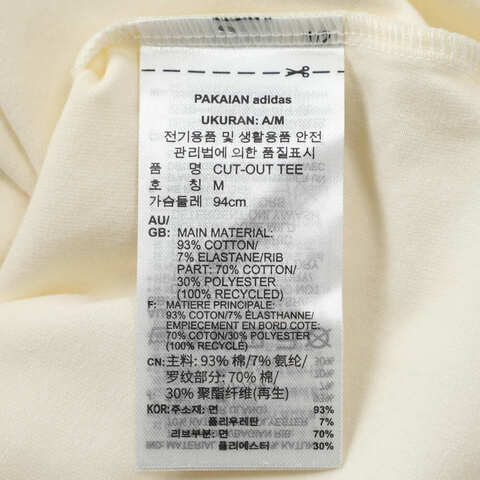 PAKAIAN adidas
UKURAN: A/M
전기용품 및 생활용품 안전
관리법에 의한 품질표시
품 명 CUT-OUT TEE
호 칭 M
가슴둘레 94cm
AU/
GB: MAIN MATERIAL:
93% COTTON/
7% ELASTANE/RIB
PART: 70% COTTON/
30% POLYESTER
(100% RECYCLED)
F: MATIERE PRINCIPALE:
93% COTON/7% ÉLASTHANNE/
EMPIECEMENT EN BORD COTE:
70% COTON/30% POLYESTER
(100% RECYCLÉ)
CN: 主料: 93% 棉/7% 氨纶/
罗纹部分: 70% 棉/
30% 聚酯纤维(再生)
KOR: 주소재: 면 93%
폴리우레탄 7%
리브부분: 면 70%
폴리에스터 30%